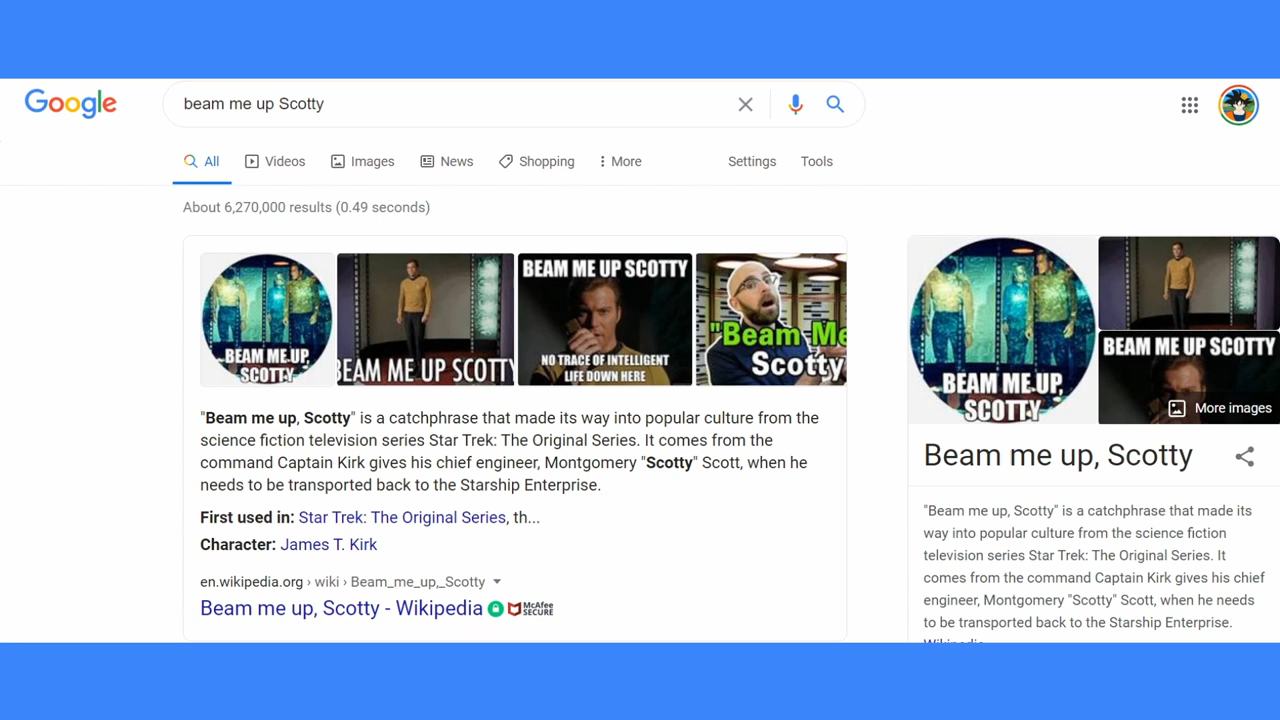 Google
beam me up Scotty
All
Videos
Images
News
Shopping
More
Settings
Tools
About 6,270,000 results (0.49 seconds)
BEAM ME UP,
SCOTTY
BEAM ME UP SCOTTY
BEAM ME UP SCOTTY
NO TRACE OF INTELLIGENT
LIFE DOWN HERE
"Beam Me
Scotty
"Beam me up, Scotty" is a catchphrase that made its way into popular culture from the
science fiction television series Star Trek: The Original Series. It comes from the
command Captain Kirk gives his chief engineer, Montgomery "Scotty" Scott, when he
needs to be transported back to the Starship Enterprise.
First used in: Star Trek: The Original Series, th...
Character: James T. Kirk
en.wikipedia.org › wiki › Beam_me_up,_Scotty
Beam me up, Scotty - Wikipedia
McAfee
SECURE
BEAM ME UP,
SCOTTY
BEAM ME UP SCOTTY
More images
Beam me up, Scotty
"Beam me up, Scotty" is a catchphrase that made its
way into popular culture from the science fiction
television series Star Trek: The Original Series. It
comes from the command Captain Kirk gives his chief
engineer, Montgomery "Scotty" Scott, when he needs
to be transported back to the Starship Enterprise.
Wikipedia